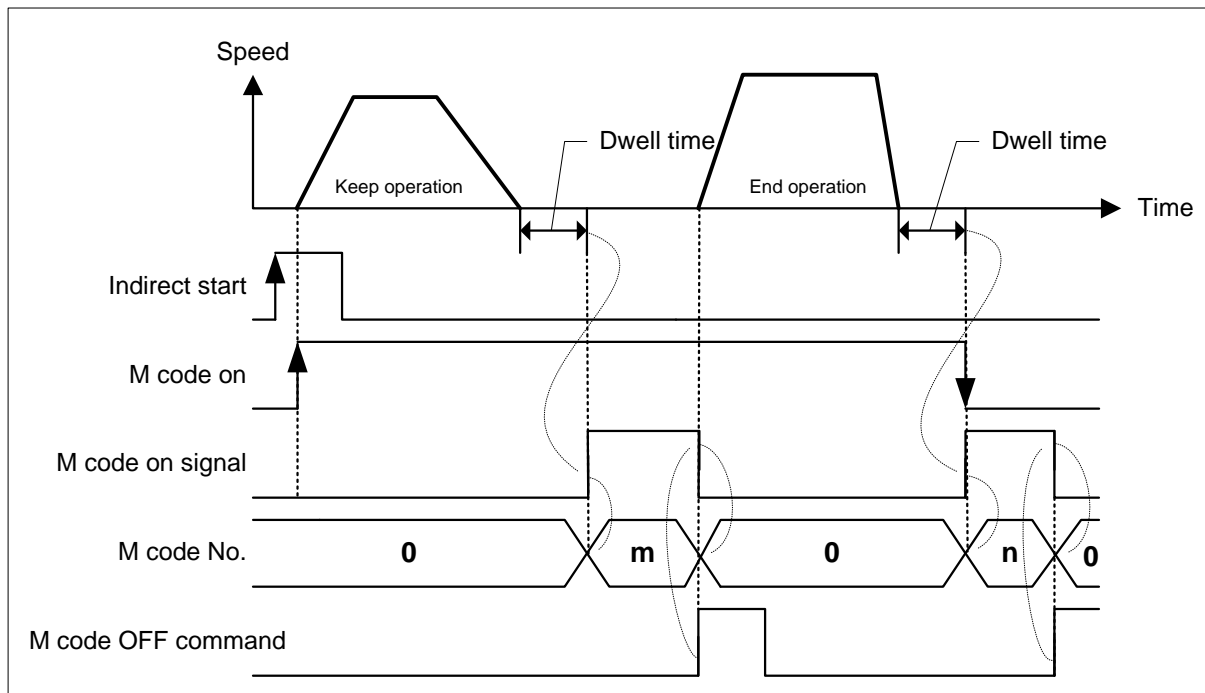 Speed
Dwell time
Dwell time
Keep operation
End operation
Time
Indirect start
M code on
M code on signal
M code No.
0
m
0
n
0
M code OFF command